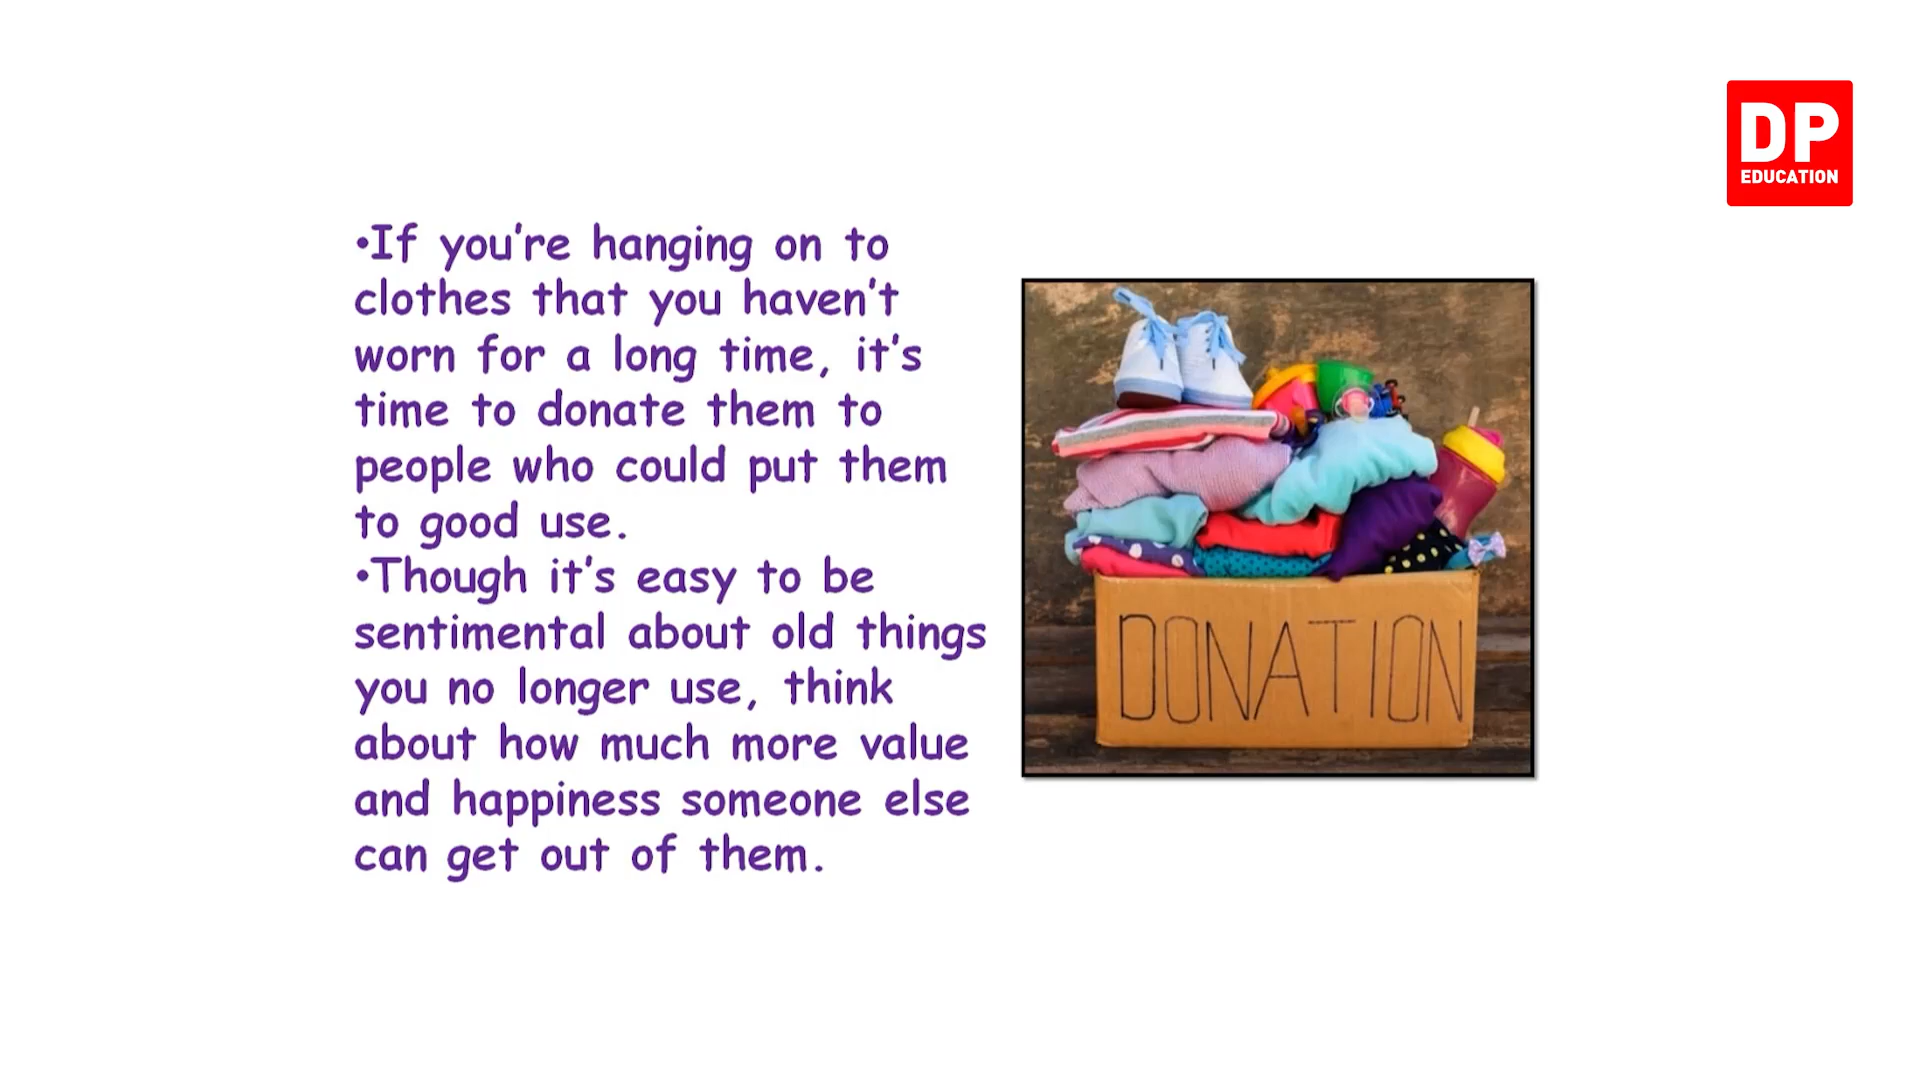 DP
EDUCATION
•If you’re hanging on to
clothes that you haven’t
worn for a long time, it’s
time to donate them to
people who could put them
to good use.
•Though it’s easy to be
sentimental about old things
you no longer use, think
about how much more value
and happiness someone else
can get out of them.
DONATION